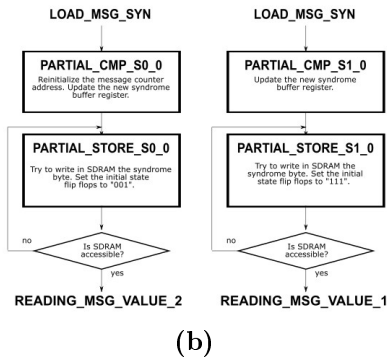 LOAD_MSG_SYN
PARTIAL_CMP_S0_0
Reinitialize the message counter
address. Update the new syndrome
buffer register.
PARTIAL_STORE_S0_0
Try to write in SDRAM the syndrome
byte. Set the initial state
flip flops to "001".
no
Is SDRAM
accessible?
yes
READING_MSG_VALUE_2
LOAD_MSG_SYN
PARTIAL_CMP_S1_0
Update the new syndrome
buffer register.
PARTIAL_STORE_S1_0
Try to write in SDRAM the
syndrome byte. Set the initial
state flip flops to "111".
no
Is SDRAM
accessible?
yes
READING_MSG_VALUE_1
(b)